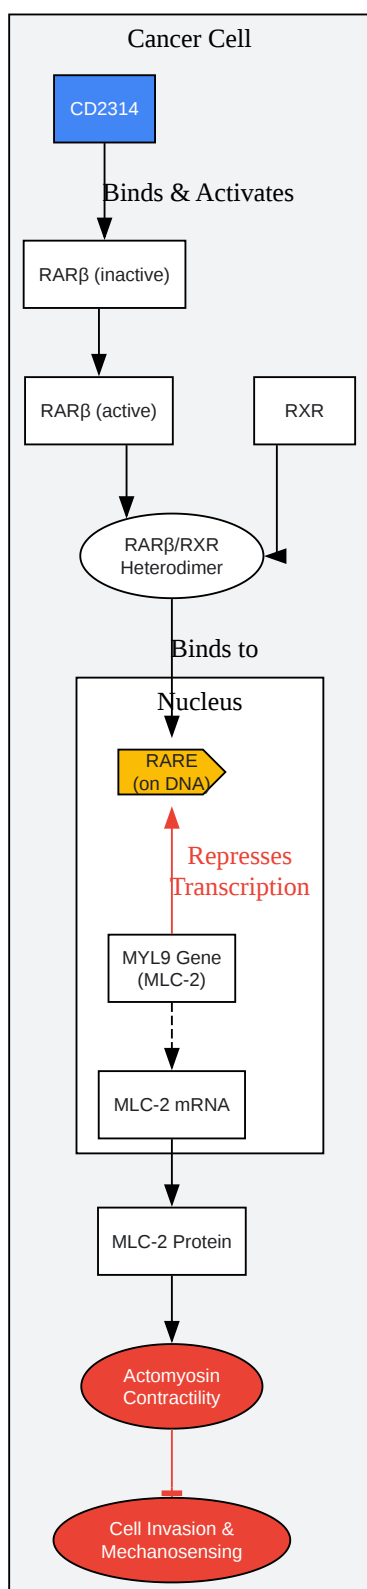 Cancer Cell
CD2314
Binds & Activates
RARβ (inactive)
RARβ (active)
RXR
RARβ/RXR
Heterodimer
Binds to
Nucleus
RARE
(on DNA)
Represses
Transcription
MYL9 Gene
(MLC-2)
MLC-2 mRNA
MLC-2 Protein
Actomyosin
Contractility
Cell Invasion &
Mechanosensing